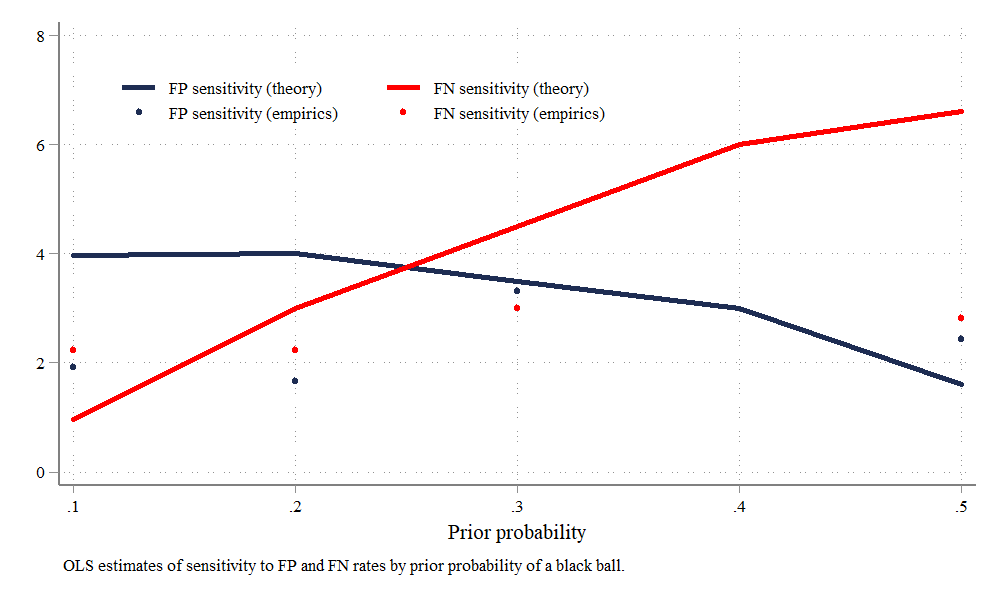 8
6
4
2
0
FP sensitivity (theory) FN sensitivity (theory)
FP sensitivity (empirics) FN sensitivity (empirics)
.1 .2 .3 .4 .5
Prior probability
OLS estimates of sensitivity to FP and FN rates by prior probability of a black ball.